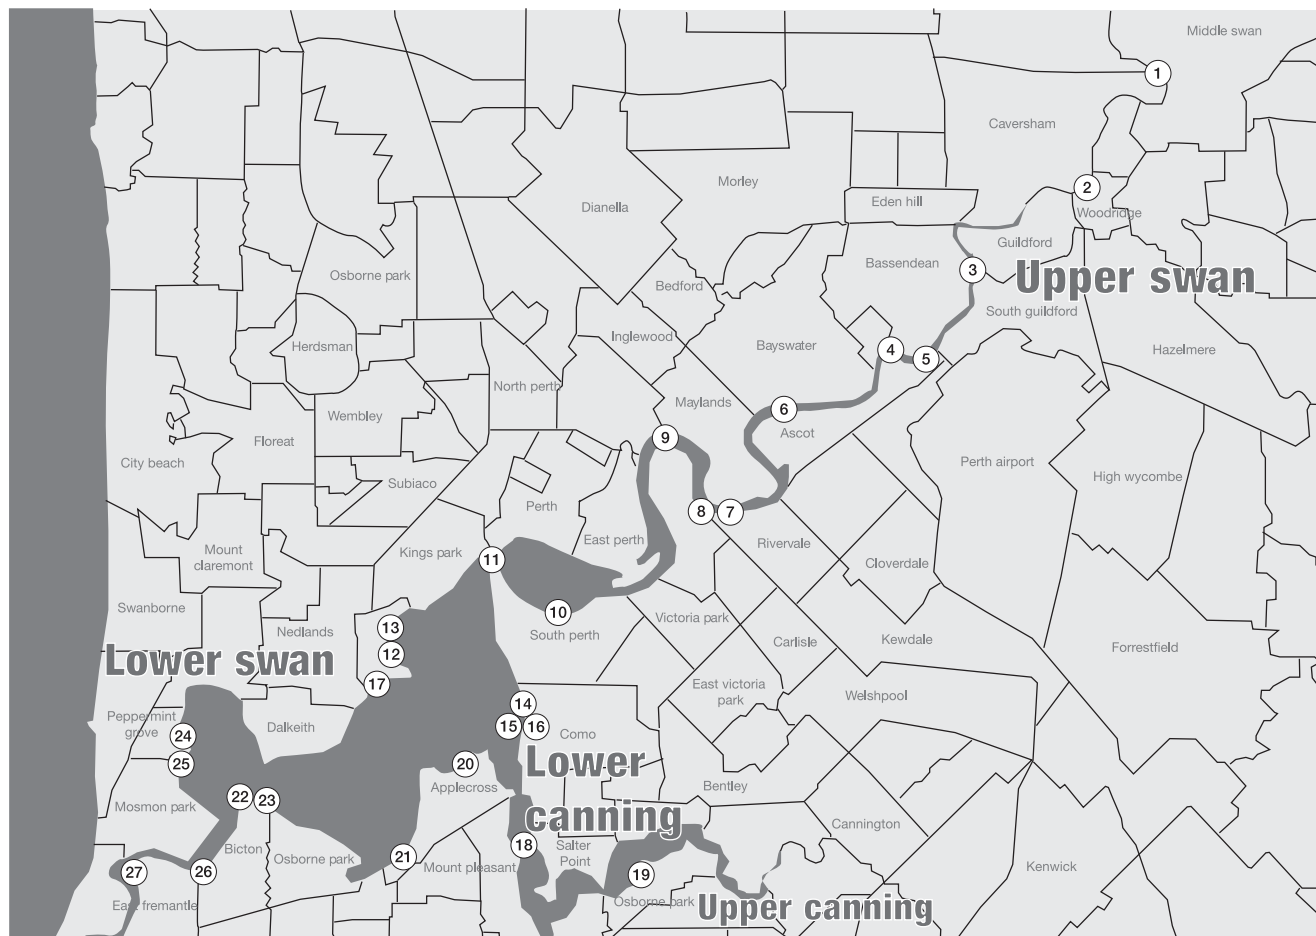 Middle swan
1
Caversham
Morley
2
Eden hill
Dianella
Woodridge
Guildford
Bassendean
3
Upper swan
Osborne park
Bedford
South guildford
Inglewood
Bayswater
4
5
Hazelmere
Herdsman
North perth
Maylands
6
Wembley
Ascot
9
Floreat
City beach
Perth airport
High wycombe
Subiaco
Perth
8
7
East perth
Rivervale
Kings park
11
Mount
claremont
Cloverdale
Swanborne
10
South perth
Victoria park
13
Nedlands
Carlisle
Kewdale
Forrestfield
12
Lower swan
17
East victoria
park
Welshpool
14
15
16
Peppermint
grove
Dalkeith
24
Como
25
20
Lower
canning
Applecross
Bentley
22
23
Mosmon park
Cannington
Bicton
18
Salter
Point
21
Osborne park
Mount pleasant
Kenwick
27
26
19
East fremantle
Osborne park
Upper canning